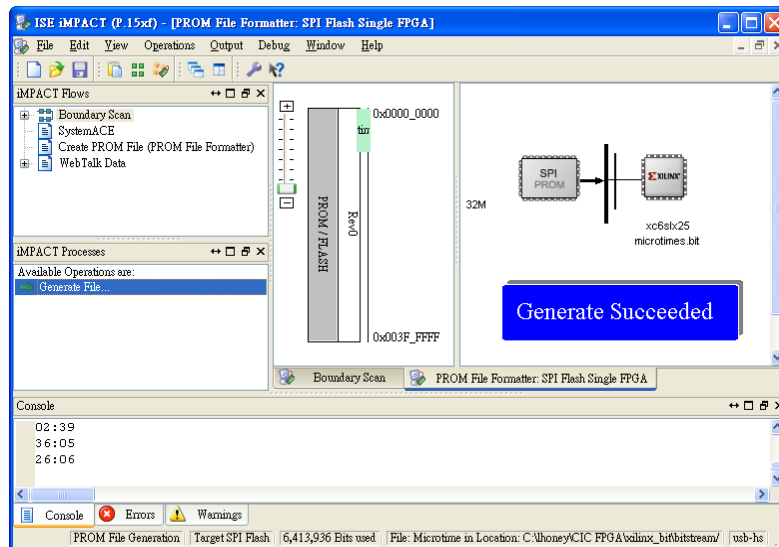 ISE iMPACT (P.15xf) - [PROM File Formatter: SPI Flash Single FPGA]
File Edit View Operations Output Debug Window Help
iMPACT Flows
Boundary Scan
SystemACE
Create PROM File (PROM File Formatter)
WebTalk Data
iMPACT Processes
Available Operations are:
Generate File...
0x0000_0000
tim
PROM / FLASH
Rev0
0x003F_FFFF
32M
SPI
PROM
XILINX
xc6slx25
microtimes.bit
Generate Succeeded
Boundary Scan
PROM File Formatter: SPI Flash Single FPGA
Console
02:39
36:05
26:06
Console Errors Warnings
PROM File Generation Target SPI Flash 6,413,936 Bits used File: Microtime in Location: C:\lhoney\CIC FPGA\xilinx_bit\bitstream/ usb-hs